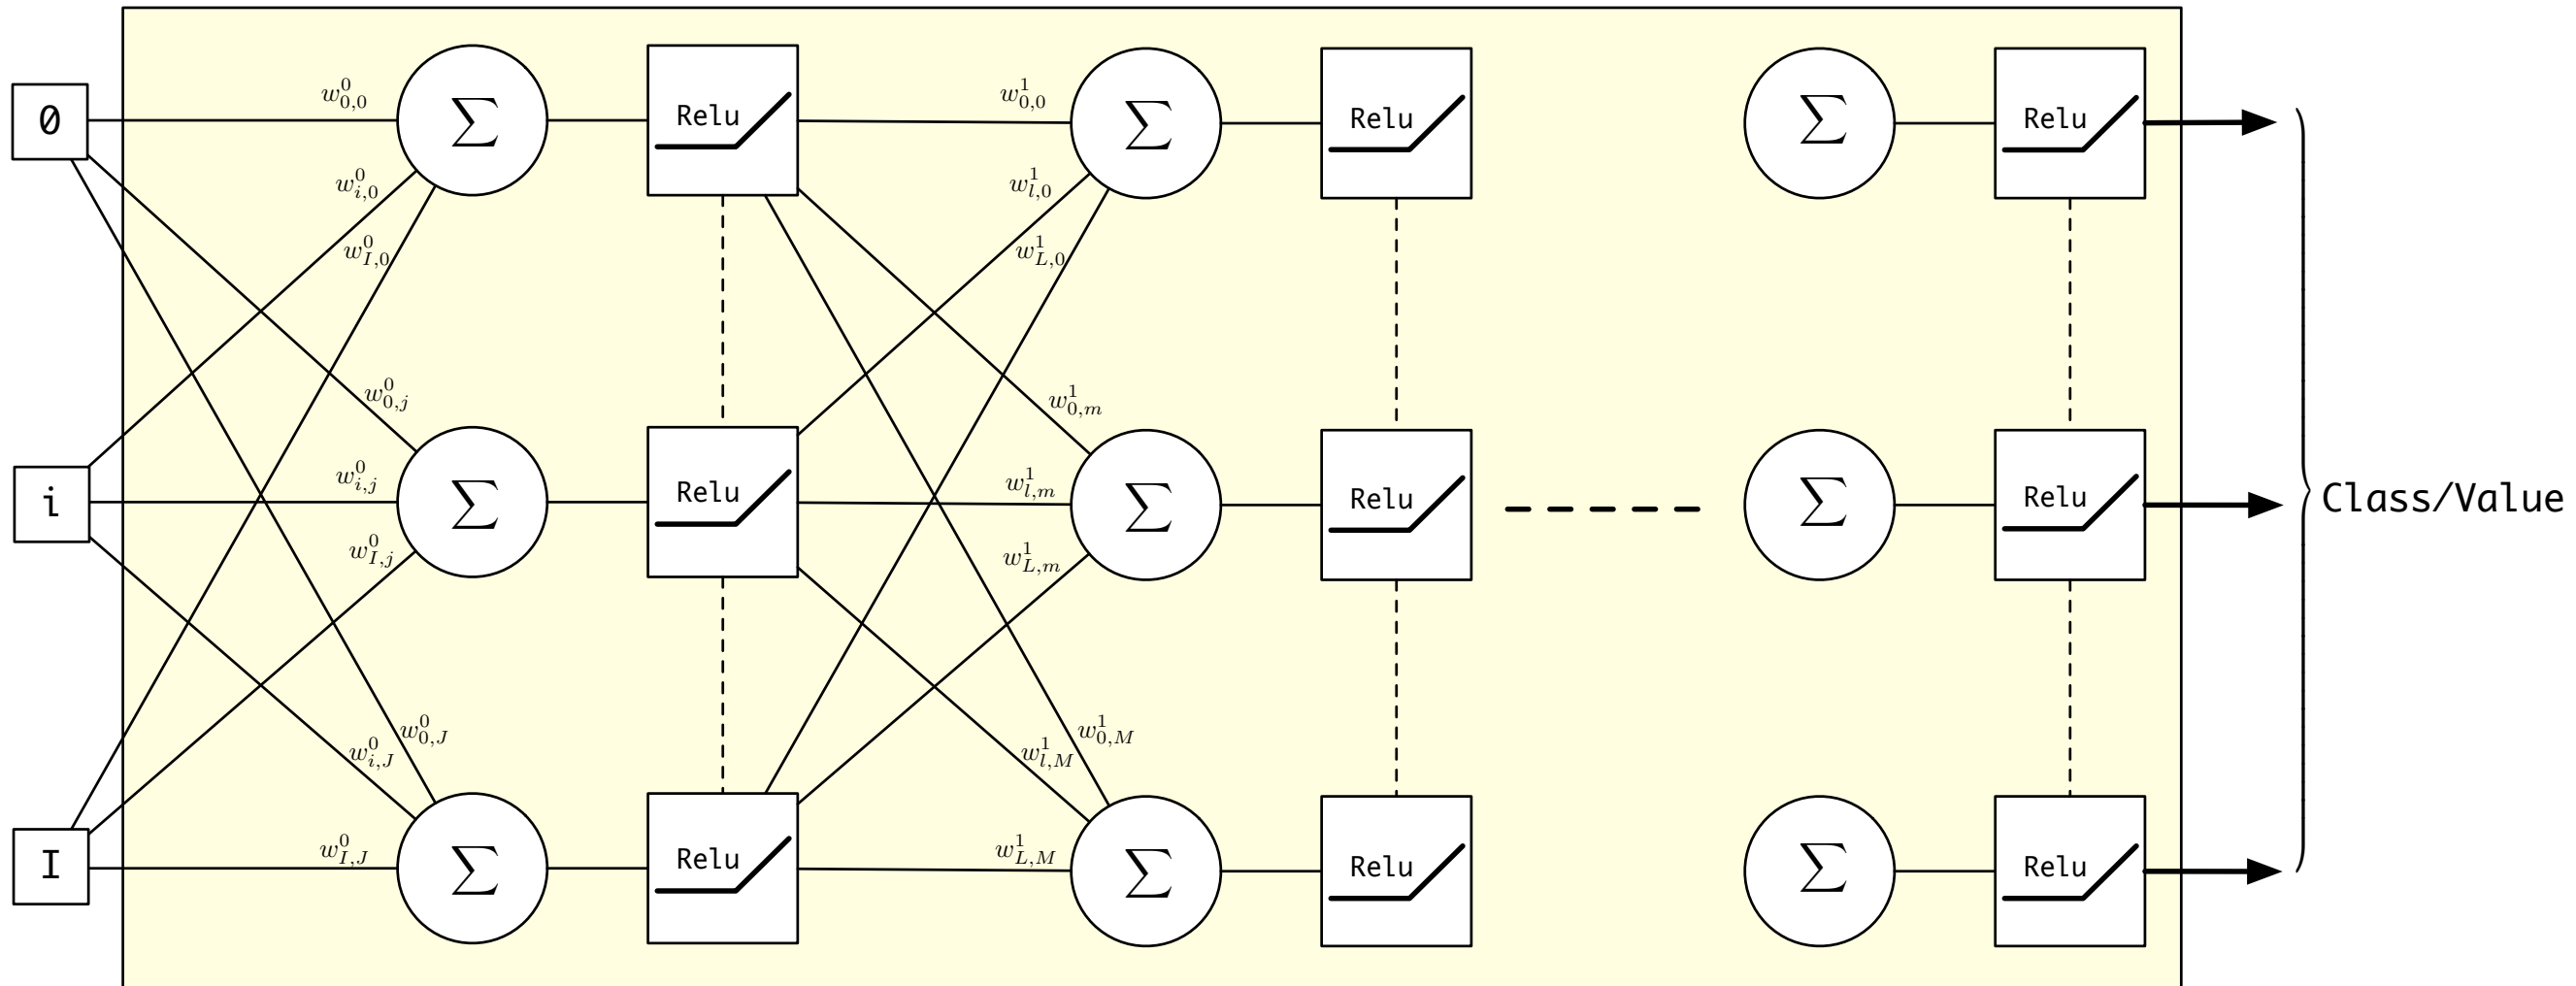 0 $w^0_{0,0}$ ∑ Relu $w^1_{0,0}$ ∑ Relu ∑ Relu
$w^0_{i,0}$ $w^1_{l,0}$
$w^0_{I,0}$ $w^1_{L,0}$
$w^0_{0,j}$ $w^1_{0,m}$
i $w^0_{i,j}$ ∑ Relu $w^1_{l,m}$ ∑ Relu ∑ Relu Class/Value
$w^0_{I,j}$ $w^1_{L,m}$
$w^0_{0,J}$ $w^1_{0,M}$
$w^0_{i,J}$ $w^1_{l,M}$
I $w^0_{I,J}$ ∑ Relu $w^1_{L,M}$ ∑ Relu ∑ Relu